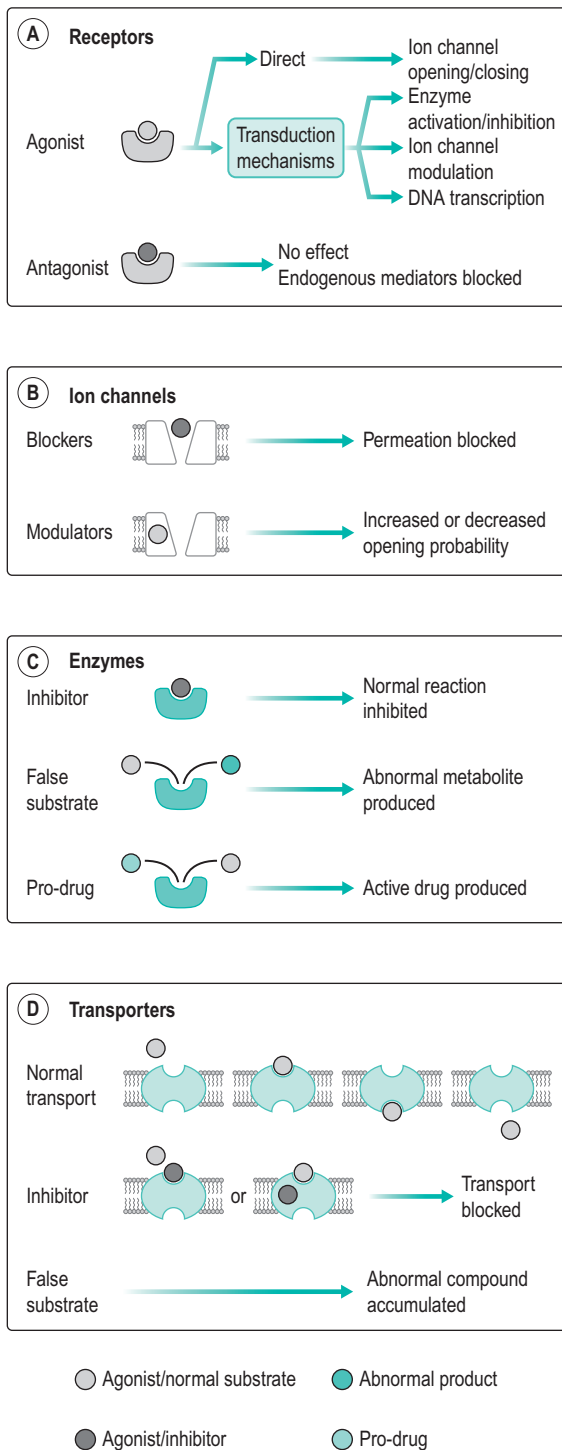 A Receptors
Agonist
Direct
Transduction
mechanisms
Ion channel
opening/closing
Enzyme
activation/inhibition
Ion channel
modulation
DNA transcription
Antagonist
No effect
Endogenous mediators blocked
B Ion channels
Blockers
Permeation blocked
Modulators
Increased or decreased
opening probability
C Enzymes
Inhibitor
Normal reaction
inhibited
False
substrate
Abnormal metabolite
produced
Pro-drug
Active drug produced
D Transporters
Normal
transport
Inhibitor
or
Transport
blocked
False
substrate
Abnormal compound
accumulated
Agonist/normal substrate
Abnormal product
Agonist/inhibitor
Pro-drug